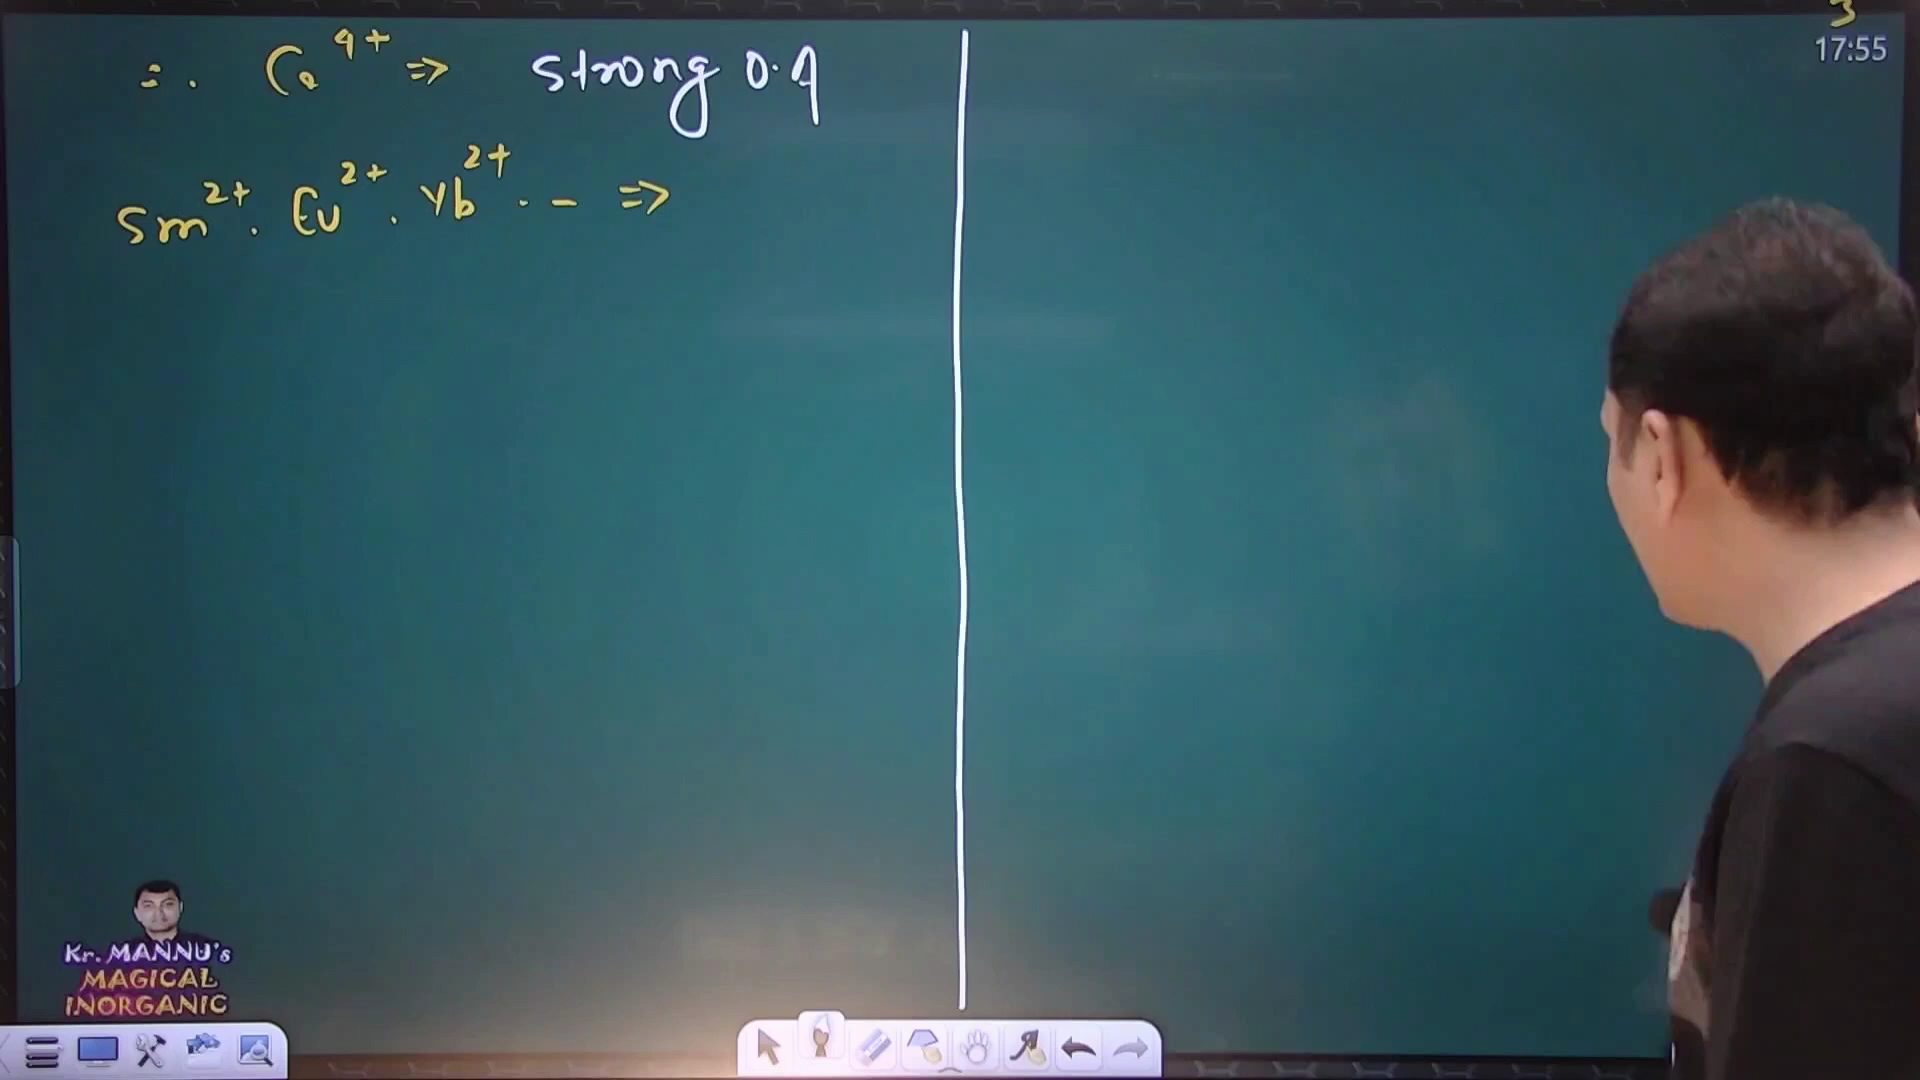 3
17:55
∴ Ce⁴⁺ ⇒ strong O.A
Sm²⁺. Eu²⁺. Yb²⁺. - ⇒
Kr. MANNU's
MAGICAL
INORGANIC